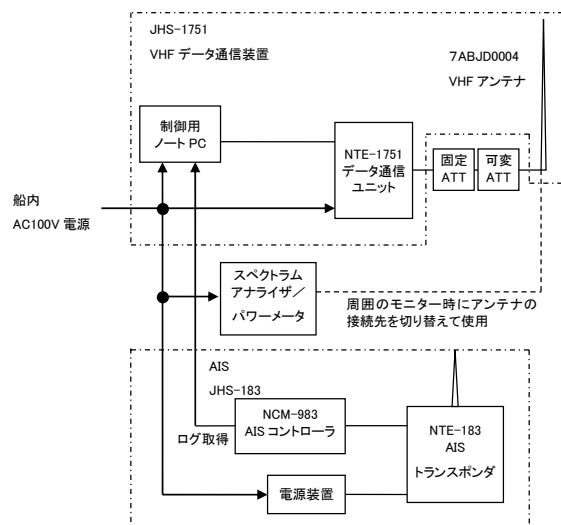 JHS-1751
VHF データ通信装置
7ABJD0004
VHF アンテナ
制御用
ノート PC
NTE-1751
データ通信
ユニット
固定
ATT
可変
ATT
船内
AC100V 電源
スペクトラム
アナライザ／
パワーメータ
周囲のモニター時にアンテナの
接続先を切り替えて使用
AIS
JHS-183
NCM-983
AIS コントローラ
ログ取得
NTE-183
AIS
トランスポンダ
電源装置